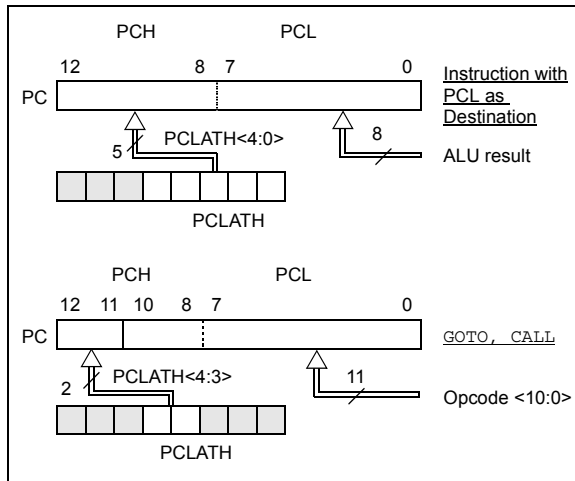 PCH PCL
12 8 7 0
PC
Instruction with
PCL as
Destination
5 PCLATH<4:0>
8
ALU result
PCLATH
PCH PCL
12 11 10 8 7 0
PC
GOTO, CALL
2 PCLATH<4:3>
11
Opcode <10:0>
PCLATH